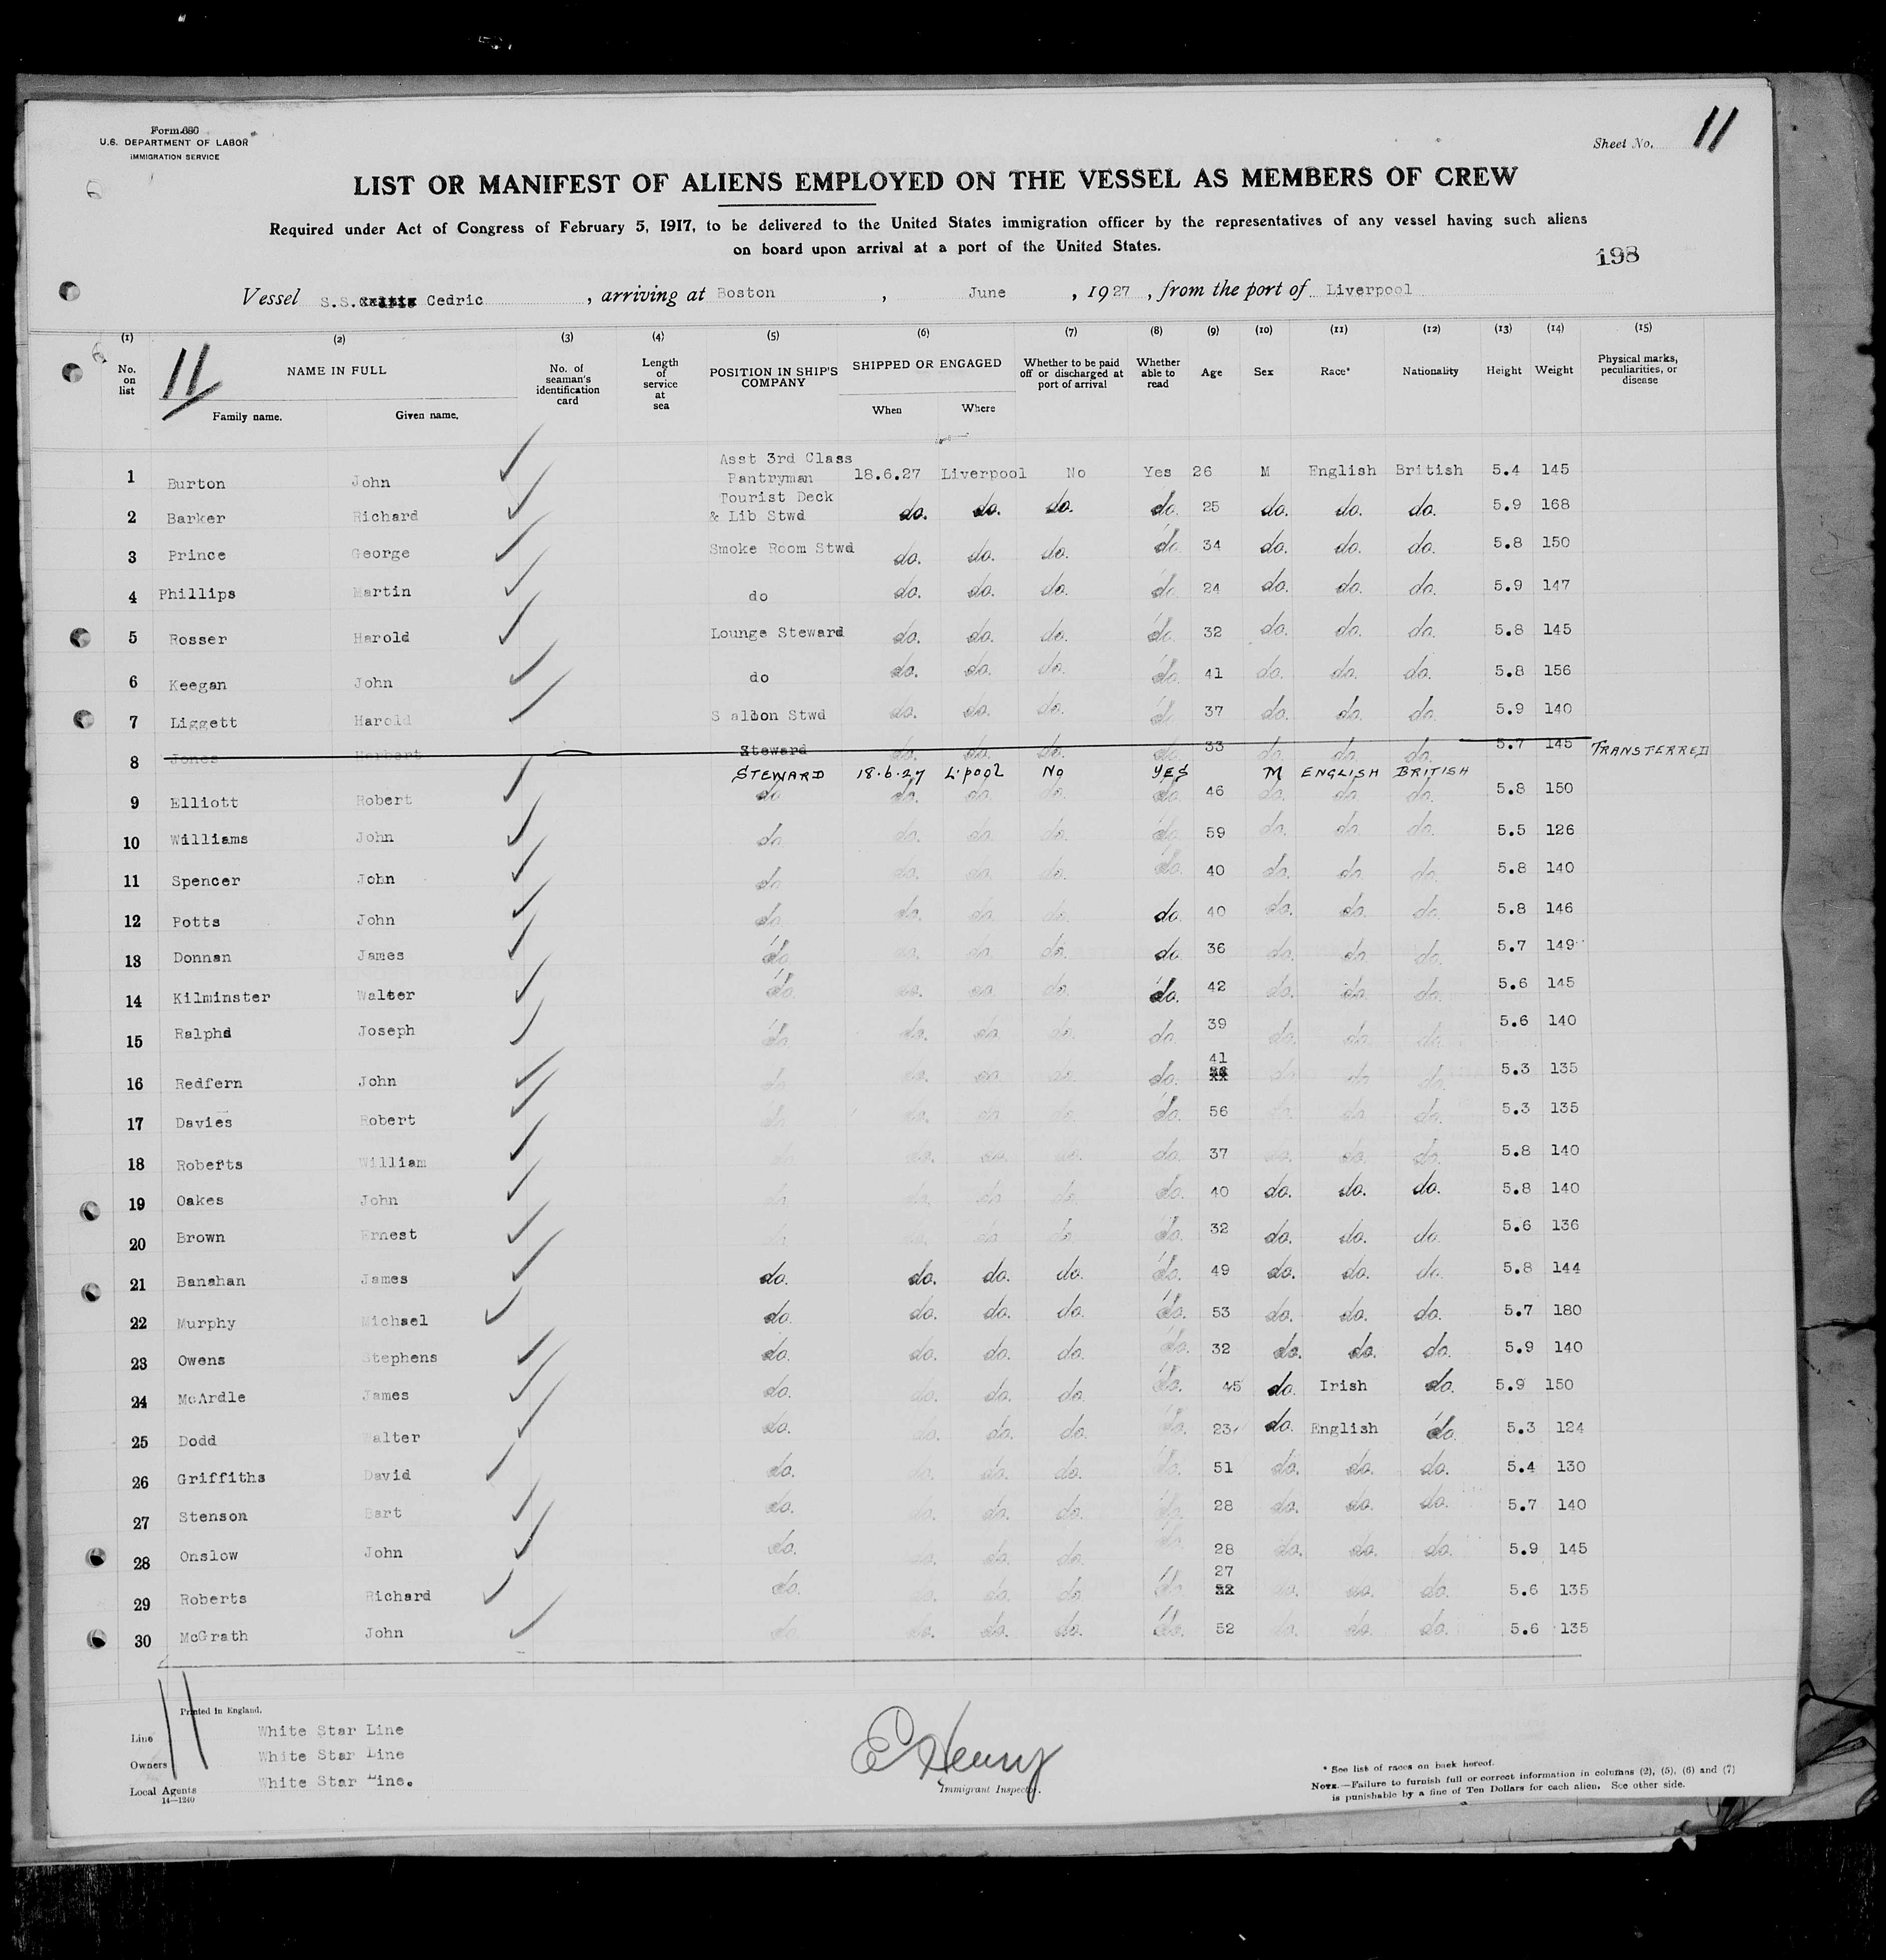 Form 680
U.S. DEPARTMENT OF LABOR
IMMIGRATION SERVICE
Sheet No. 11
LIST OR MANIFEST OF ALIENS EMPLOYED ON THE VESSEL AS MEMBERS OF CREW
Required under Act of Congress of February 5, 1917, to be delivered to the United States immigration officer by the representatives of any vessel having such aliens
on board upon arrival at a port of the United States.
198
Vessel S.S. Cedric, arriving at Boston, June, 1927, from the port of Liverpool
(1) (2) (3) (4) (5) (6) (7) (8) (9) (10) (11) (12) (13) (14) (15)
No. on list 11 NAME IN FULL No. of seaman's identification card Length of service at sea POSITION IN SHIP'S COMPANY SHIPPED OR ENGAGED Whether to be paid off or discharged at port of arrival Whether able to read Age Sex Race* Nationality Height Weight Physical marks, peculiarities, or disease
Family name. Given name. When Where
1 Burton John Asst 3rd Class Pantryman 18.6.27 Liverpool No Yes 26 M English British 5.4 145
2 Barker Richard Tourist Deck & Lib Stwd do. do. do. do. 25 do. do. do. 5.9 168
3 Prince George Smoke Room Stwd do. do. do. do. 34 do. do. do. 5.8 150
4 Phillips Martin do do. do. do. do. 24 do. do. do. 5.9 147
5 Rosser Harold Lounge Steward do. do. do. do. 32 do. do. do. 5.8 145
6 Keegan John do do. do. do. do. 41 do. do. do. 5.8 156
7 Liggett Harold Saloon Stwd do. do. do. do. 37 do. do. do. 5.9 140
8 Jones Herbert Steward do. do. do. do. 33 do. do. do. 5.7 145 TRANSFERRED
STEWARD 18.6.27 L'pool No YES M ENGLISH BRITISH
9 Elliott Robert do do. do. do. do. 46 do. do. do. 5.8 150
10 Williams John do. do. do. do. do. 59 do. do. do. 5.5 126
11 Spencer John do. do. do. do. do. 40 do. do. do. 5.8 140
12 Potts John do. do. do. do. do. 40 do. do. do. 5.8 146
13 Donnan James do. do. do. do. do. 36 do. do. do. 5.7 149
14 Kilminster Walter do. do. do. do. do. 42 do. do. do. 5.6 145
15 Ralphs Joseph do. do. do. do. do. 39 do. do. do. 5.6 140
16 Redfern John do. do. do. do. do. 41 do. do. do. 5.3 135
17 Davies Robert do. do. do. do. do. 56 do. do. do. 5.3 135
18 Roberts William do. do. do. do. do. 37 do. do. do. 5.8 140
19 Oakes John do. do. do. do. do. 40 do. do. do. 5.8 140
20 Brown Ernest do. do. do. do. do. 32 do. do. do. 5.6 136
21 Banahan James do. do. do. do. do. 49 do. do. do. 5.8 144
22 Murphy Michael do. do. do. do. do. 53 do. do. do. 5.7 180
23 Owens Stephens do. do. do. do. do. 32 do. do. do. 5.9 140
24 McArdle James do. do. do. do. do. 45 do. Irish do. 5.9 150
25 Dodd Walter do. do. do. do. do. 23 do. English do. 5.3 124
26 Griffiths David do. do. do. do. do. 51 do. do. do. 5.4 130
27 Stenson Bart do. do. do. do. do. 28 do. do. do. 5.7 140
28 Onslow John do. do. do. do. do. 28 do. do. do. 5.9 145
29 Roberts Richard do. do. do. do. do. 27 do. do. do. 5.6 135
30 McGrath John do. do. do. do. do. 52 do. do. do. 5.6 135
11
Printed in England.
Line White Star Line
Owners White Star Line
Local Agents White Star Line.
14—1240
E Henry
Immigrant Inspector.
* See list of races on back hereof.
NOTE.—Failure to furnish full or correct information in columns (2), (5), (6) and (7)
is punishable by a fine of Ten Dollars for each alien. See other side.